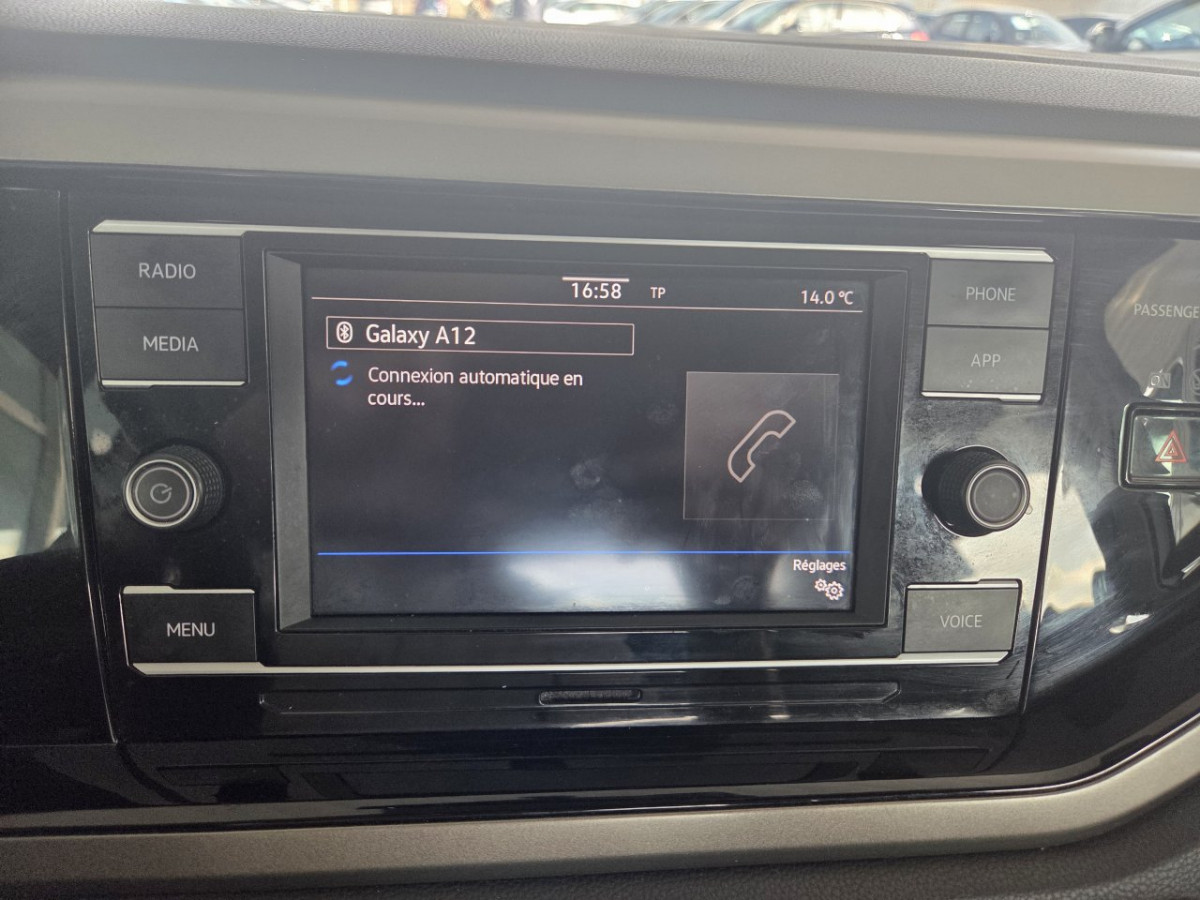 RADIO
MEDIA
MENU
16:58 TP 14.0 °C
Galaxy A12
Connexion automatique en
cours...
Réglages
PHONE
APP
VOICE
PASSENGE
ON